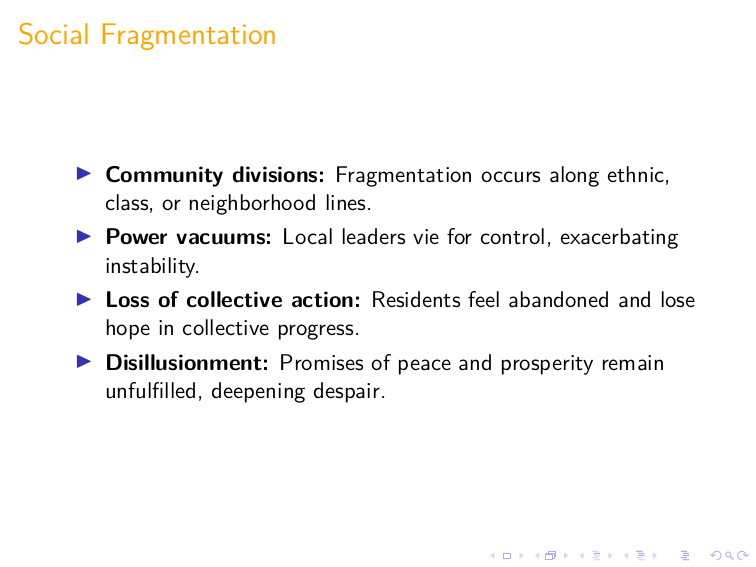 Social Fragmentation
Community divisions: Fragmentation occurs along ethnic,
class, or neighborhood lines.
Power vacuums: Local leaders vie for control, exacerbating
instability.
Loss of collective action: Residents feel abandoned and lose
hope in collective progress.
Disillusionment: Promises of peace and prosperity remain
unfulfilled, deepening despair.